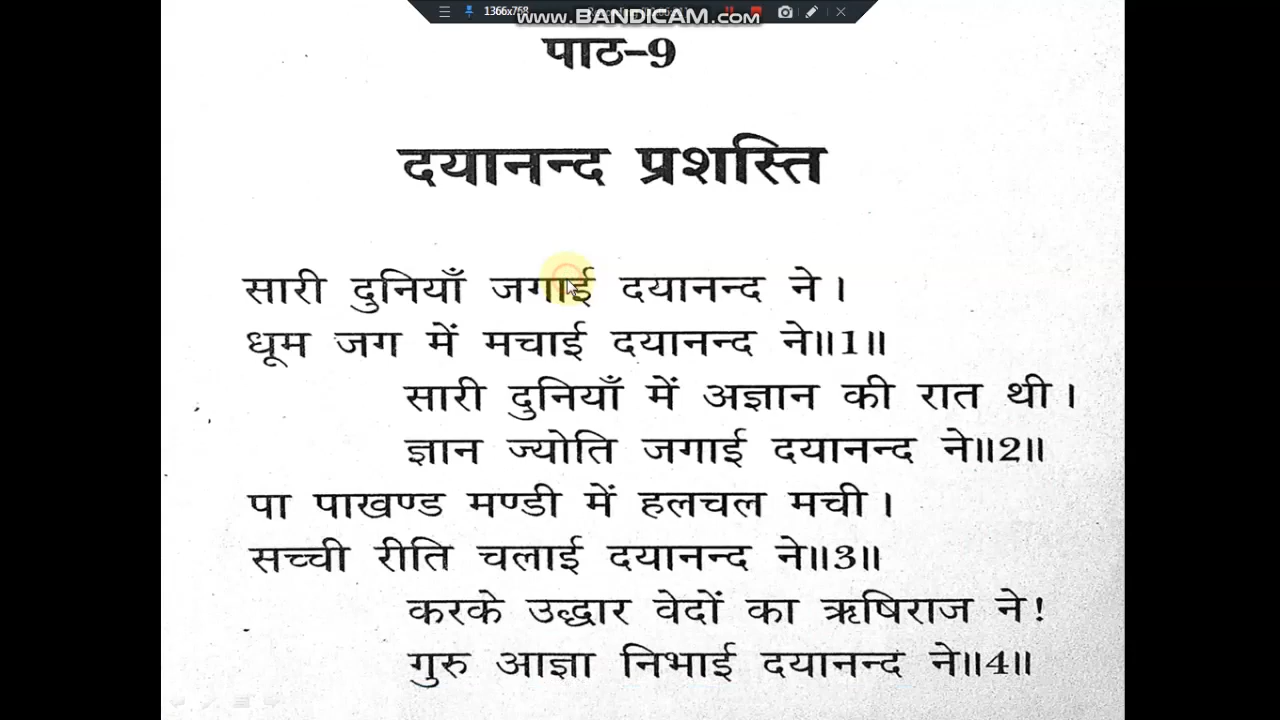 1366x768
www.BANDICAM.com
पाठ-9
दयानन्द प्रशस्ति
सारी दुनियाँ जगाई दयानन्द ने।
धूम जग में मचाई दयानन्द ने॥1॥
सारी दुनियाँ में अज्ञान की रात थी।
ज्ञान ज्योति जगाई दयानन्द ने॥2॥
पा पाखण्ड मण्डी में हलचल मची।
सच्ची रीति चलाई दयानन्द ने॥3॥
करके उद्धार वेदों का ऋषिराज ने!
गुरु आज्ञा निभाई दयानन्द ने॥4॥